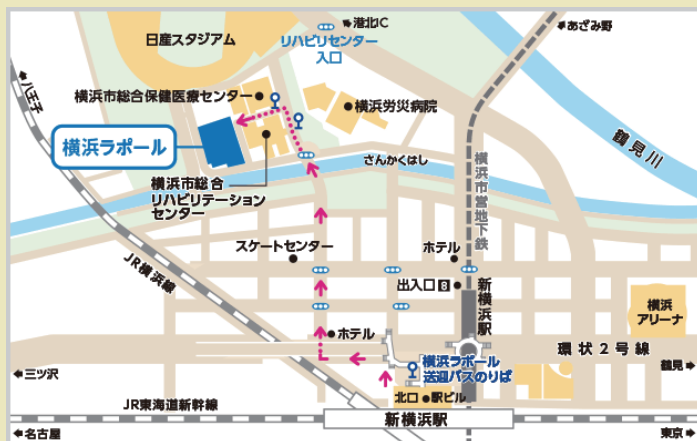 港北IC
あざみ野
日産スタジアム
リハビリセンター
入口
八王子
横浜市総合保健医療センター
横浜労災病院
鶴見川
横浜ラポール
さんかくはし
横浜市営地下鉄
横浜市総合
リハビリテーション
センター
スケートセンター
ホテル
JR横浜線
出入口8
新横浜駅
横浜
アリーナ
ホテル
環状2号線
横浜ラポール
送迎バスのりば
三ツ沢
鶴見
北口
駅ビル
JR東海道新幹線
新横浜駅
名古屋
東京